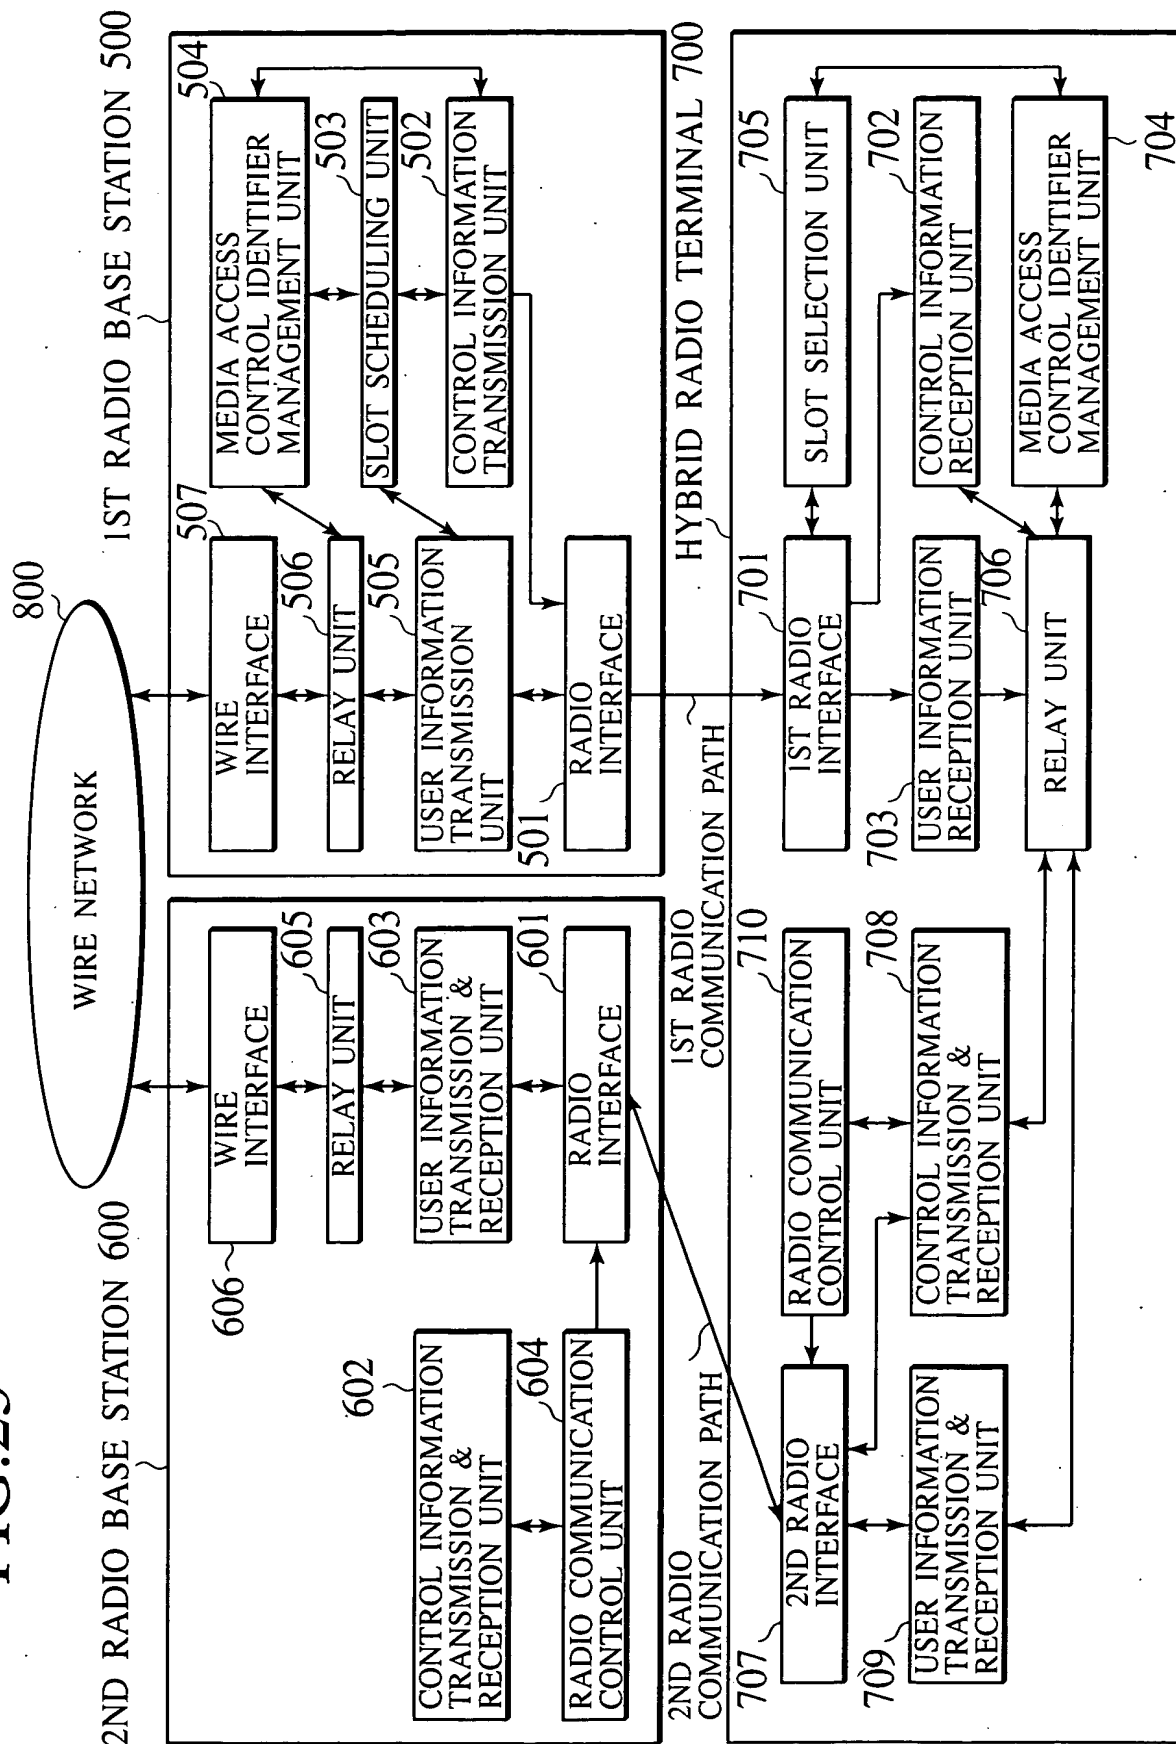 2ND RADIO BASE STATION 600
WIRE NETWORK
800
1ST RADIO BASE STATION 500
606
WIRE
INTERFACE
RELAY UNIT
605
USER INFORMATION
TRANSMISSION &
RECEPTION UNIT
603
RADIO
INTERFACE
601
CONTROL INFORMATION
TRANSMISSION &
RECEPTION UNIT
602
RADIO COMMUNICATION
CONTROL UNIT
604
WIRE
INTERFACE
507
RELAY UNIT
506
USER INFORMATION
TRANSMISSION
UNIT
505
RADIO
INTERFACE
501
MEDIA ACCESS
CONTROL IDENTIFIER
MANAGEMENT UNIT
504
SLOT SCHEDULING UNIT
503
CONTROL INFORMATION
TRANSMISSION UNIT
502
2ND RADIO
COMMUNICATION PATH
1ST RADIO
COMMUNICATION PATH
HYBRID RADIO TERMINAL 700
707
2ND RADIO
INTERFACE
RADIO COMMUNICATION
CONTROL UNIT
710
709
USER INFORMATION
TRANSMISSION &
RECEPTION UNIT
CONTROL INFORMATION
TRANSMISSION &
RECEPTION UNIT
708
1ST RADIO
INTERFACE
701
SLOT SELECTION UNIT
705
703
USER INFORMATION
RECEPTION UNIT
CONTROL INFORMATION
RECEPTION UNIT
702
RELAY UNIT
706
MEDIA ACCESS
CONTROL IDENTIFIER
MANAGEMENT UNIT
704